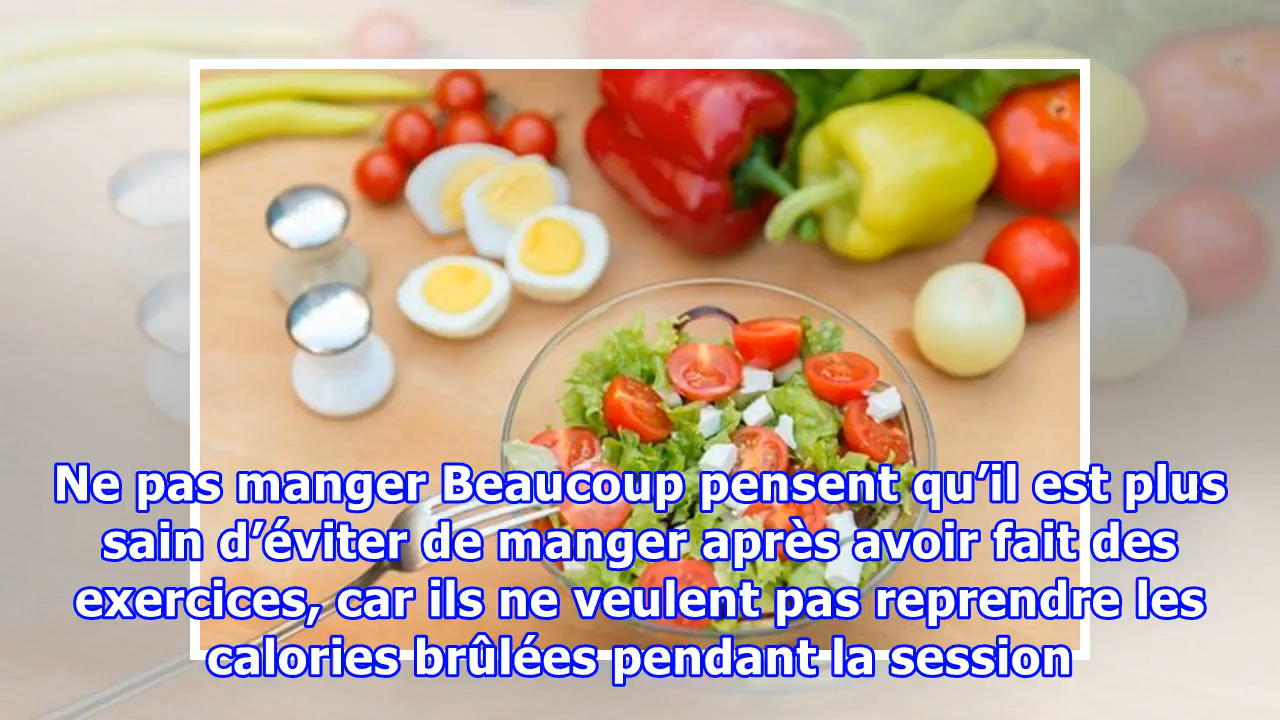 Ne pas manger Beaucoup pensent qu’il est plus
sain d’éviter de manger après avoir fait des
exercices, car ils ne veulent pas reprendre les
calories brûlées pendant la session